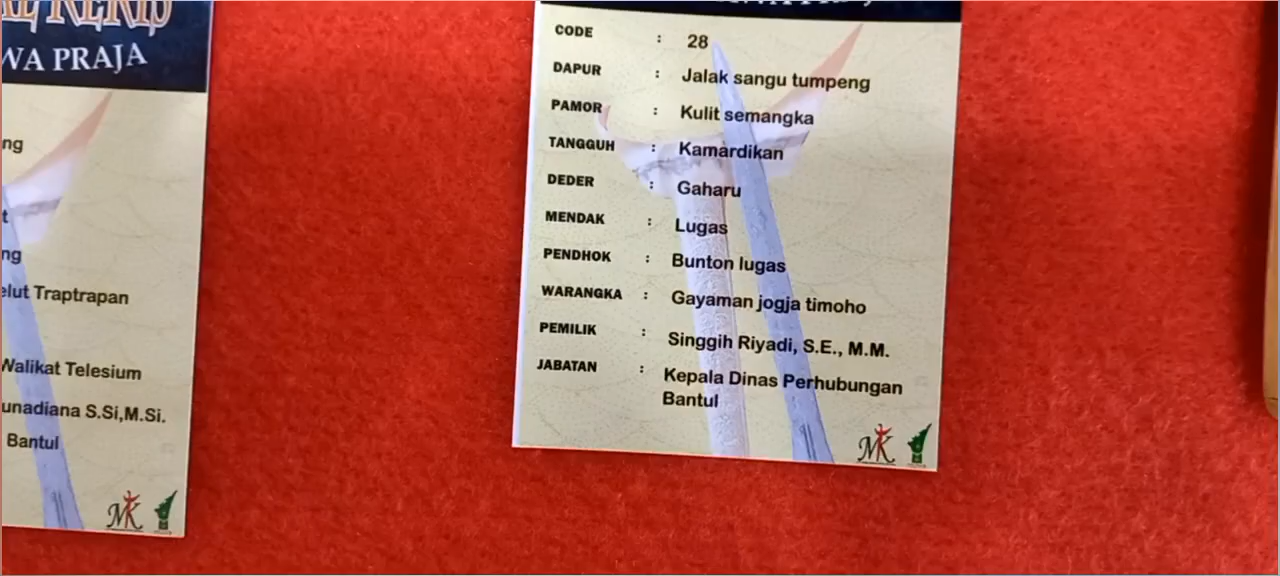 WA PRAJA
ng
t
ng
elut Traptrapan
Walikat Telesium
unadiana S.Si,M.Si.
Bantul
MK
CODE : 28
DAPUR : Jalak sangu tumpeng
PAMOR : Kulit semangka
TANGGUH : Kamardikan
DEDER : Gaharu
MENDAK : Lugas
PENDHOK : Bunton lugas
WARANGKA : Gayaman jogja timoho
PEMILIK : Singgih Riyadi, S.E., M.M.
JABATAN : Kepala Dinas Perhubungan
Bantul
MK